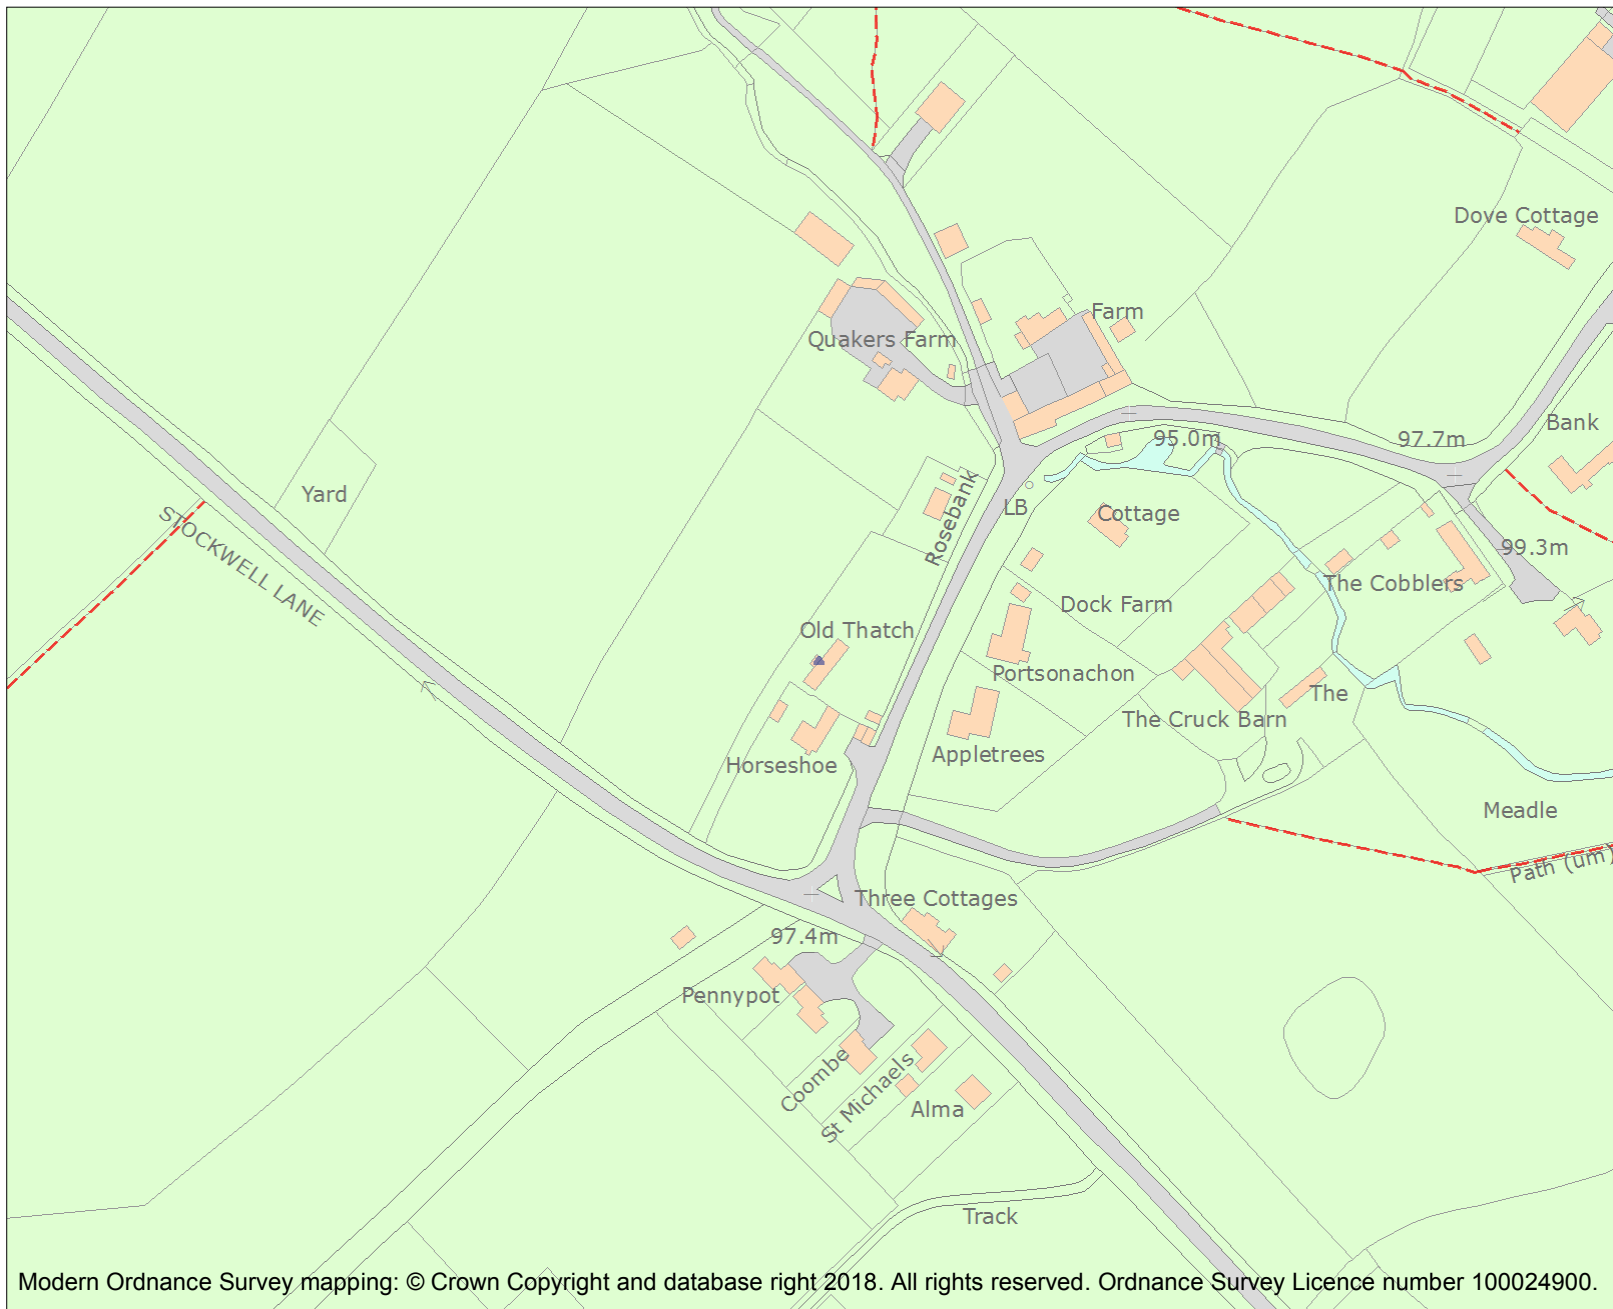 Dove Cottage
Farm
Quakers Farm
Bank
95.0m
97.7m
Yard
Rosebank
LB
Cottage
STOCKWELL LANE
99.3m
The Cobblers
Dock Farm
Old Thatch
Portsonachon
The
The Cruck Barn
Appletrees
Horseshoe
Meadle
Path (um)
Three Cottages
97.4m
Pennypot
Coombe
St Michaels
Alma
Track
Modern Ordnance Survey mapping: © Crown Copyright and database right 2018. All rights reserved. Ordnance Survey Licence number 100024900.